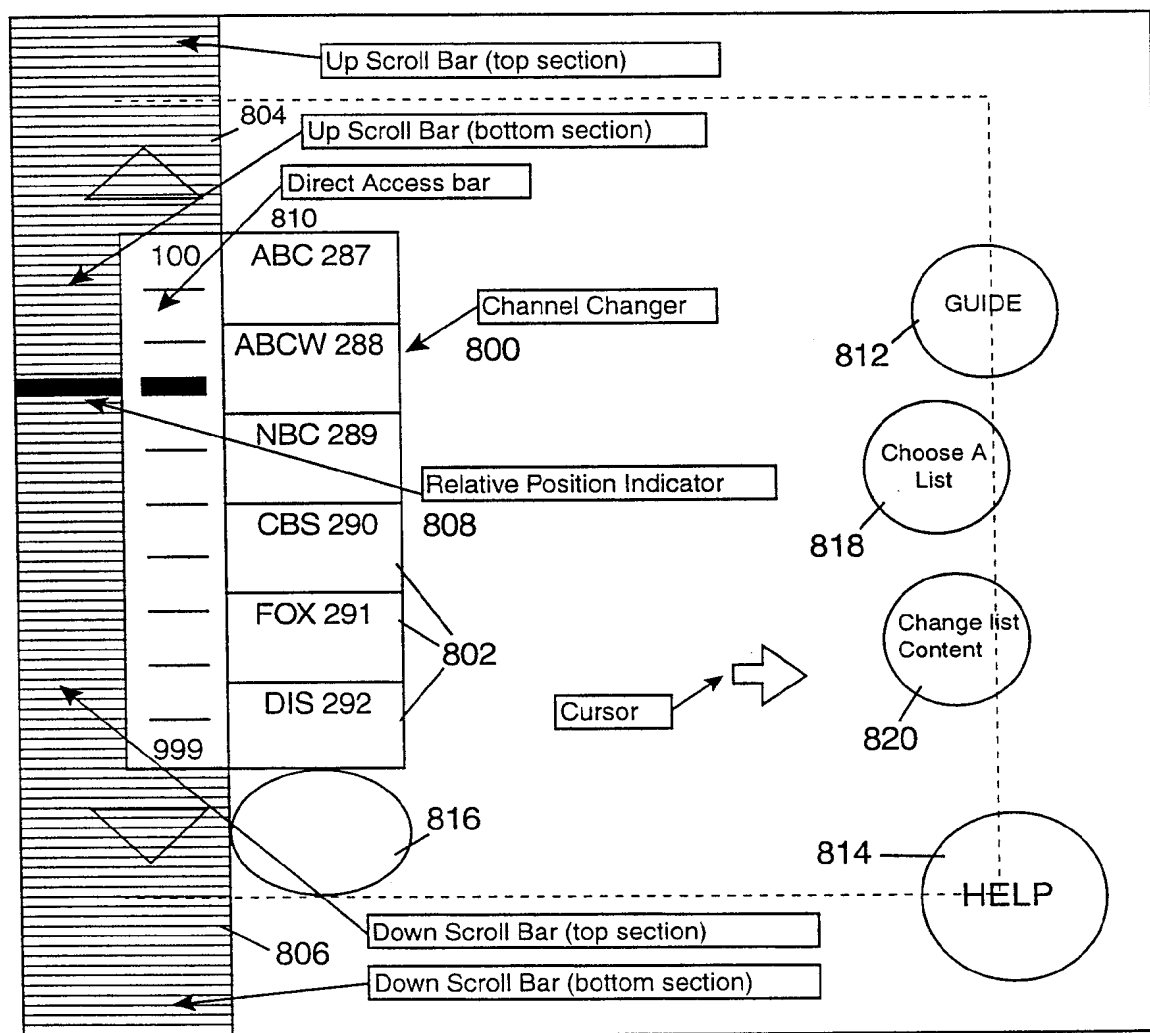 Up Scroll Bar (top section)
804
Up Scroll Bar (bottom section)
Direct Access bar
810
100
ABC 287
ABCW 288
NBC 289
CBS 290
FOX 291
DIS 292
999
Channel Changer
800
Relative Position Indicator
808
802
Cursor
GUIDE
812
Choose A
List
818
Change list
Content
820
816
814
HELP
806
Down Scroll Bar (top section)
Down Scroll Bar (bottom section)